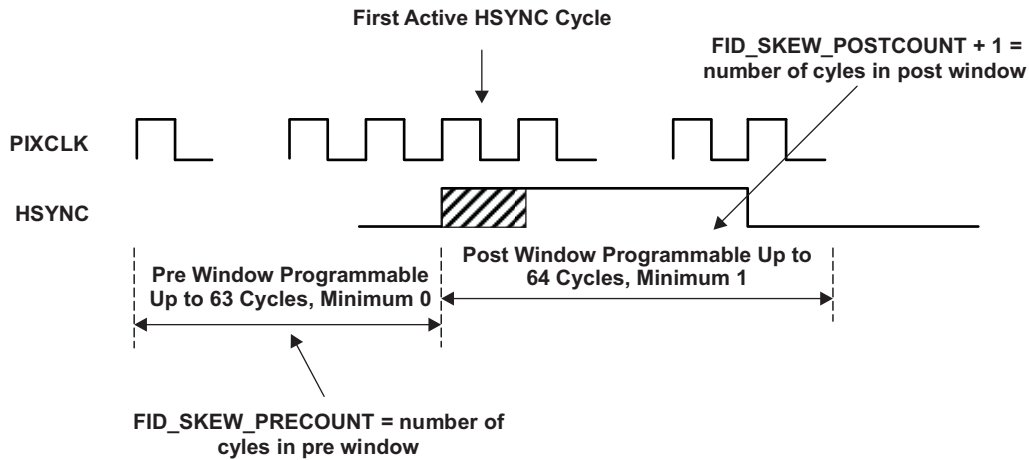 First Active HSYNC Cycle
FID_SKEW_POSTCOUNT + 1 =
number of cyles in post window
PIXCLK
HSYNC
Pre Window Programmable
Up to 63 Cycles, Minimum 0
Post Window Programmable Up to
64 Cycles, Minimum 1
FID_SKEW_PRECOUNT = number of
cyles in pre window